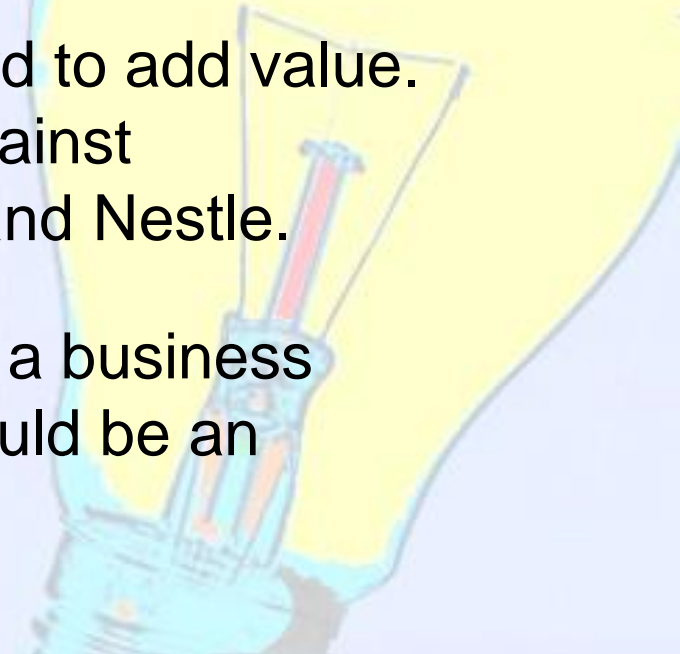 d to add value.
ainst
nd Nestle.
a business
uld be an